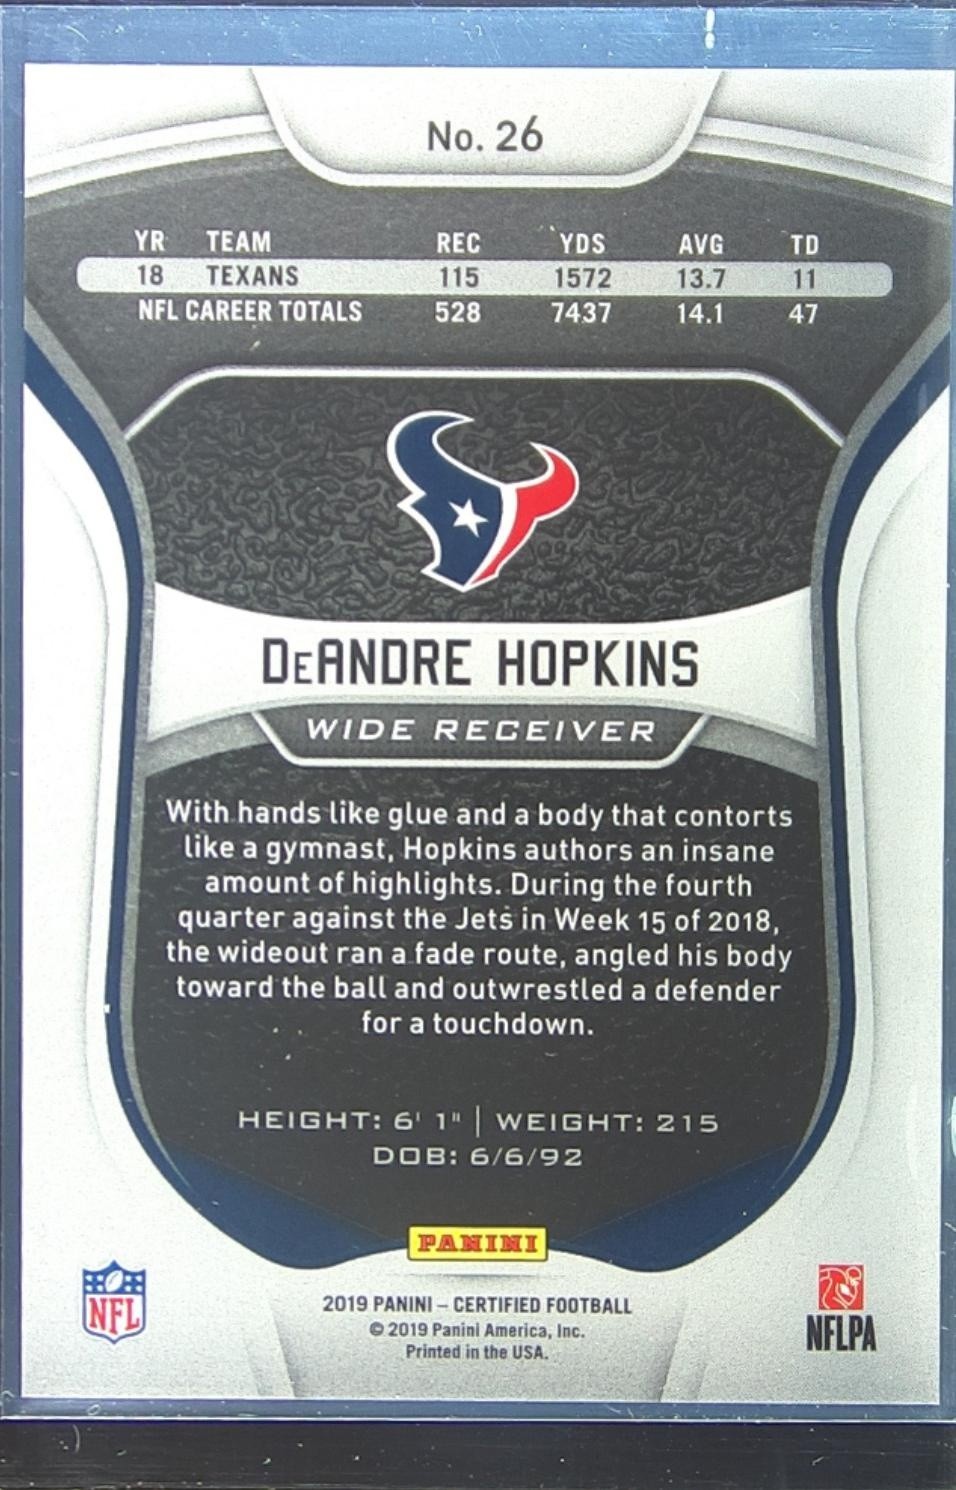 No. 26
YR TEAM REC YDS AVG TD
18 TEXANS 115 1572 13.7 11
NFL CAREER TOTALS 528 7437 14.1 47
DeANDRE HOPKINS
WIDE RECEIVER
With hands like glue and a body that contorts
like a gymnast, Hopkins authors an insane
amount of highlights. During the fourth
quarter against the Jets in Week 15 of 2018,
the wideout ran a fade route, angled his body
toward the ball and outwrestled a defender
for a touchdown.
HEIGHT: 6' 1" | WEIGHT: 215
DOB: 6/6/92
PANINI
NFL
2019 PANINI – CERTIFIED FOOTBALL
© 2019 Panini America, Inc.
Printed in the USA.
NFLPA